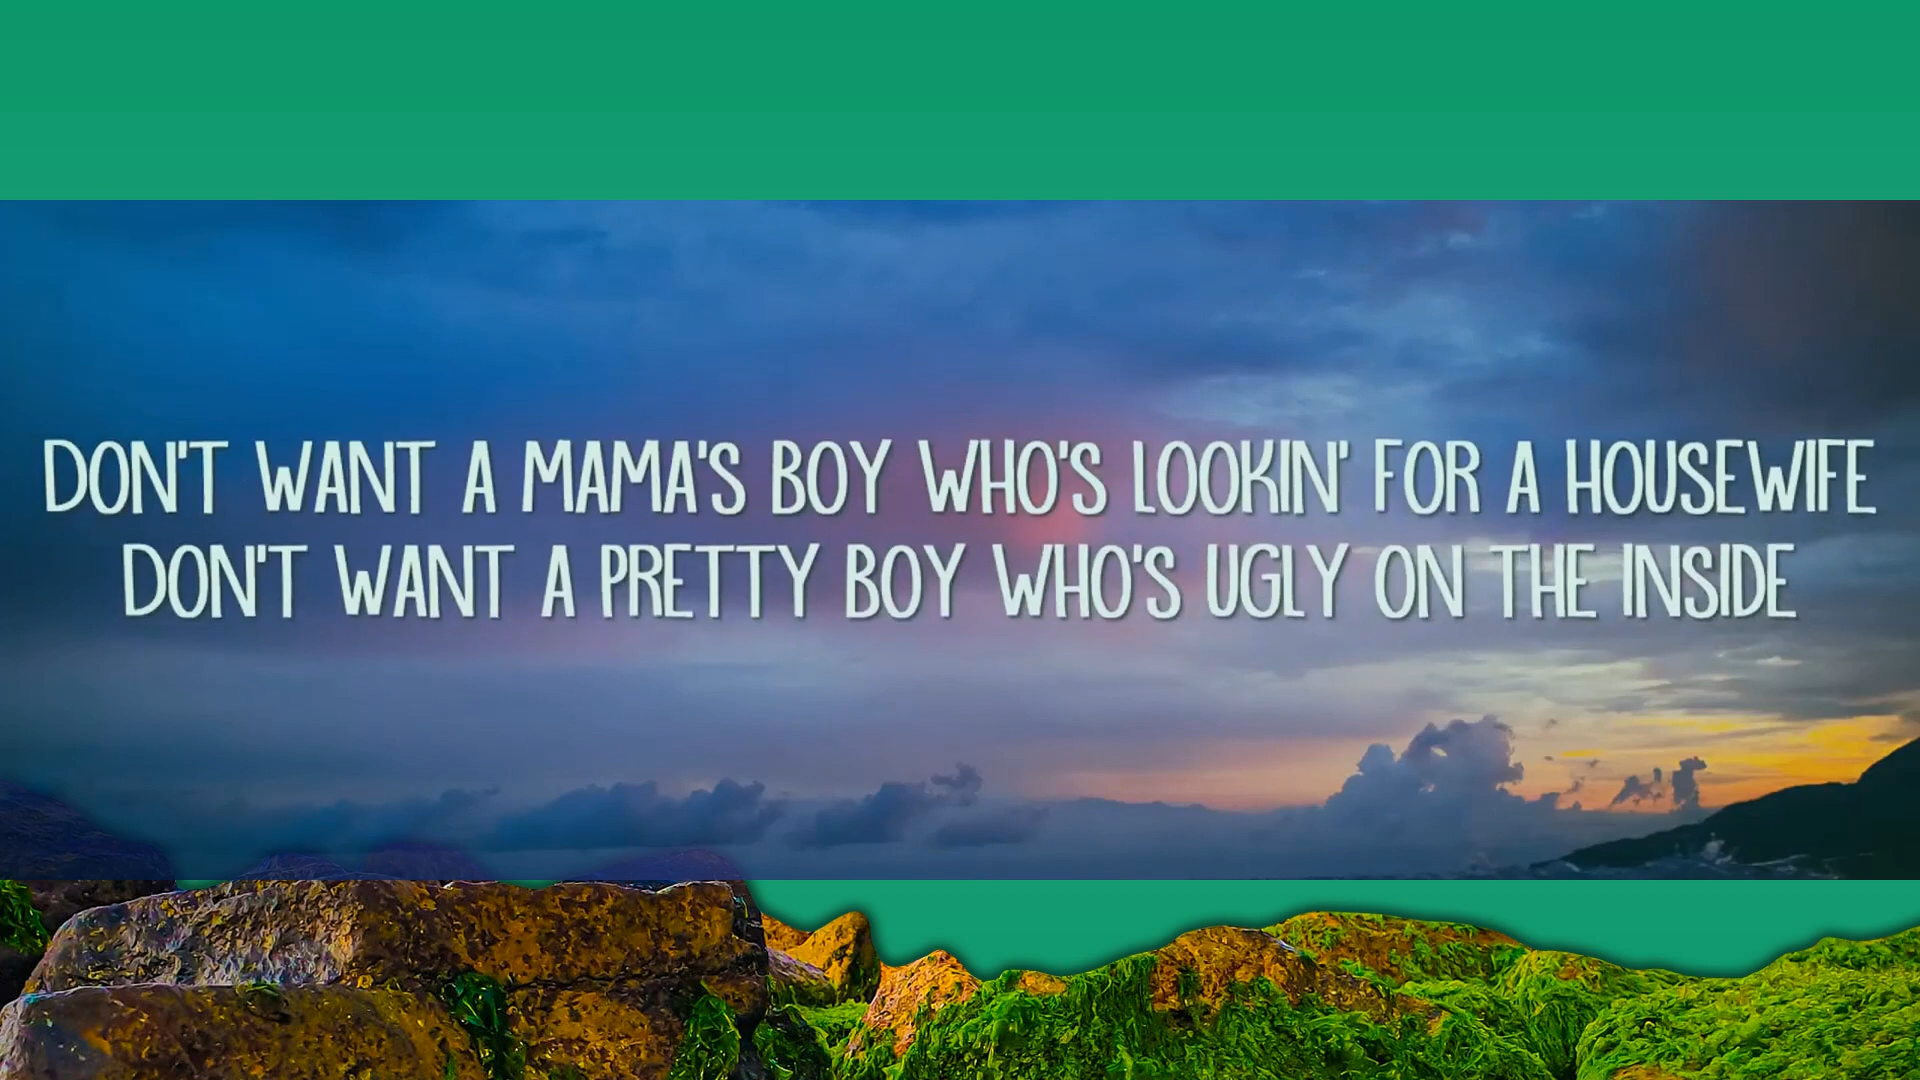 DON'T WANT A MAMA'S BOY WHO'S LOOKIN' FOR A HOUSEWIFE
DON'T WANT A PRETTY BOY WHO'S UGLY ON THE INSIDE